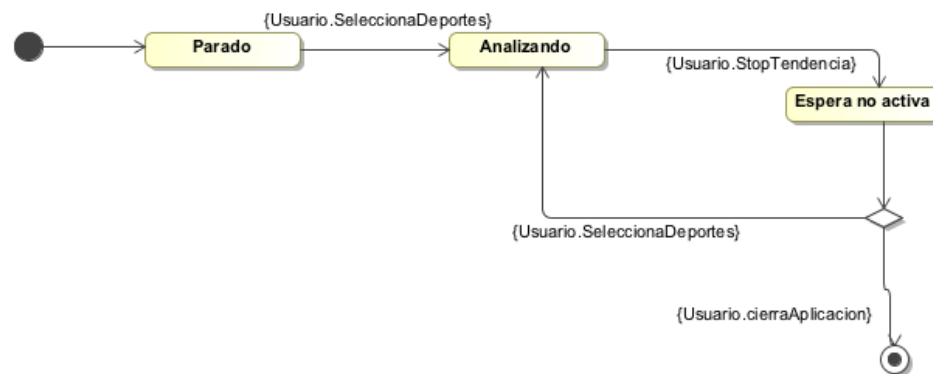 {Usuario.SeleccionaDeportes}
Parado
Analizando
{Usuario.StopTendencia}
Espera no activa
{Usuario.SeleccionaDeportes}
{Usuario.cierraAplicacion}